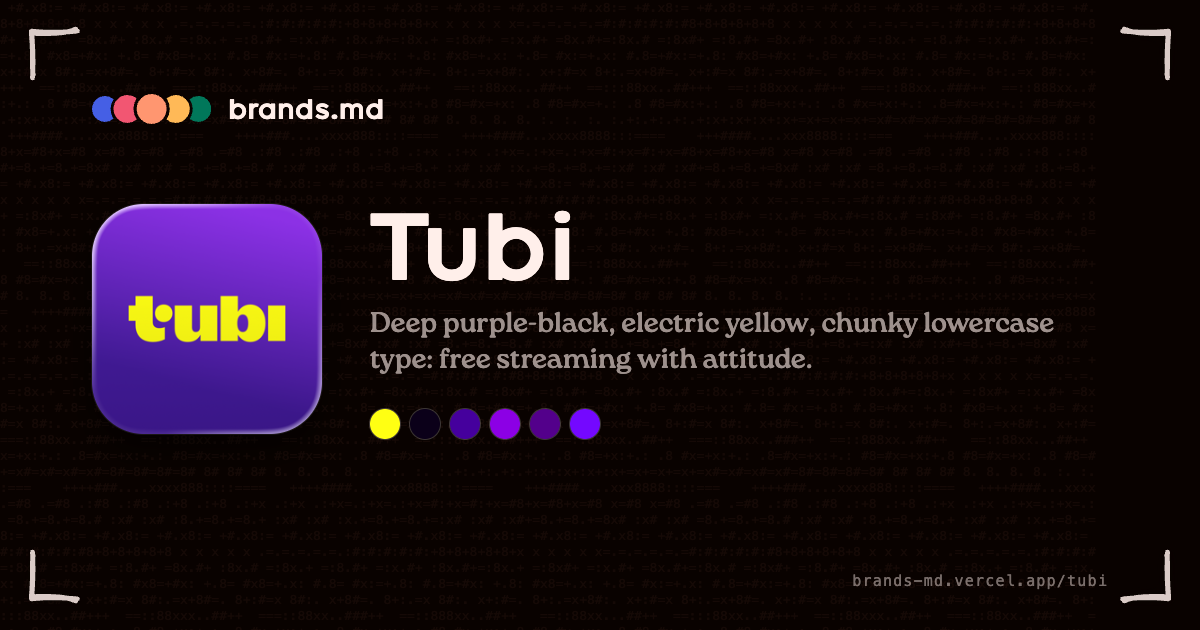 brands.md
tubi
Tubi
Deep purple-black, electric yellow, chunky lowercase
type: free streaming with attitude.
brands-md.vercel.app/tubi